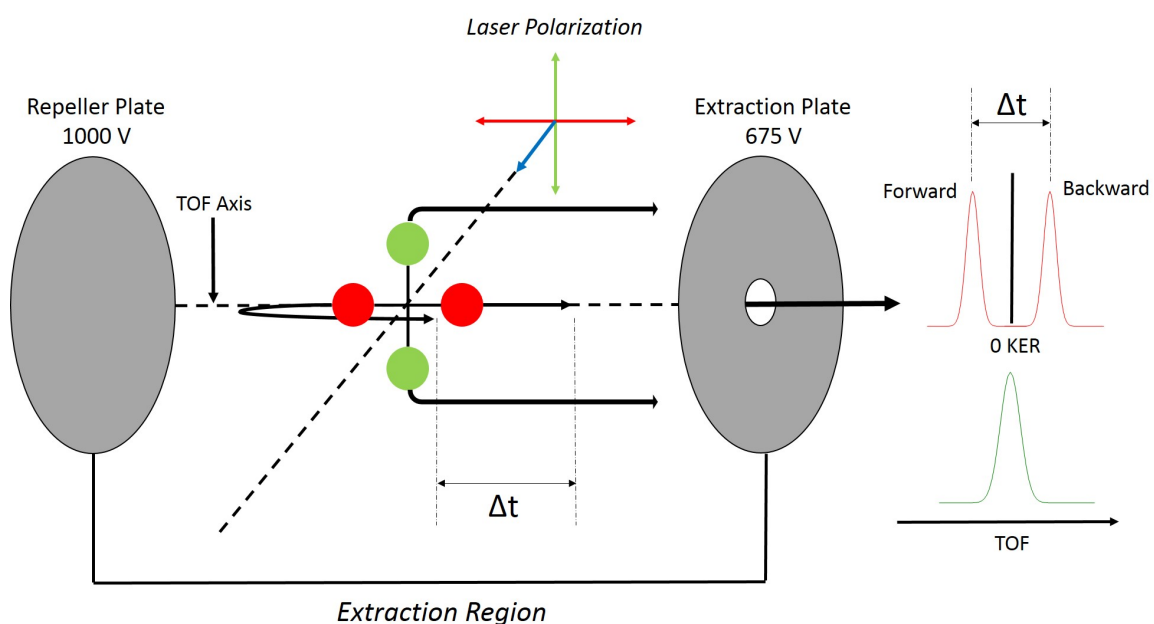 Laser Polarization
Repeller Plate
1000 V
Extraction Plate
675 V
Δt
TOF Axis
Forward
Backward
0 KER
Δt
TOF
Extraction Region